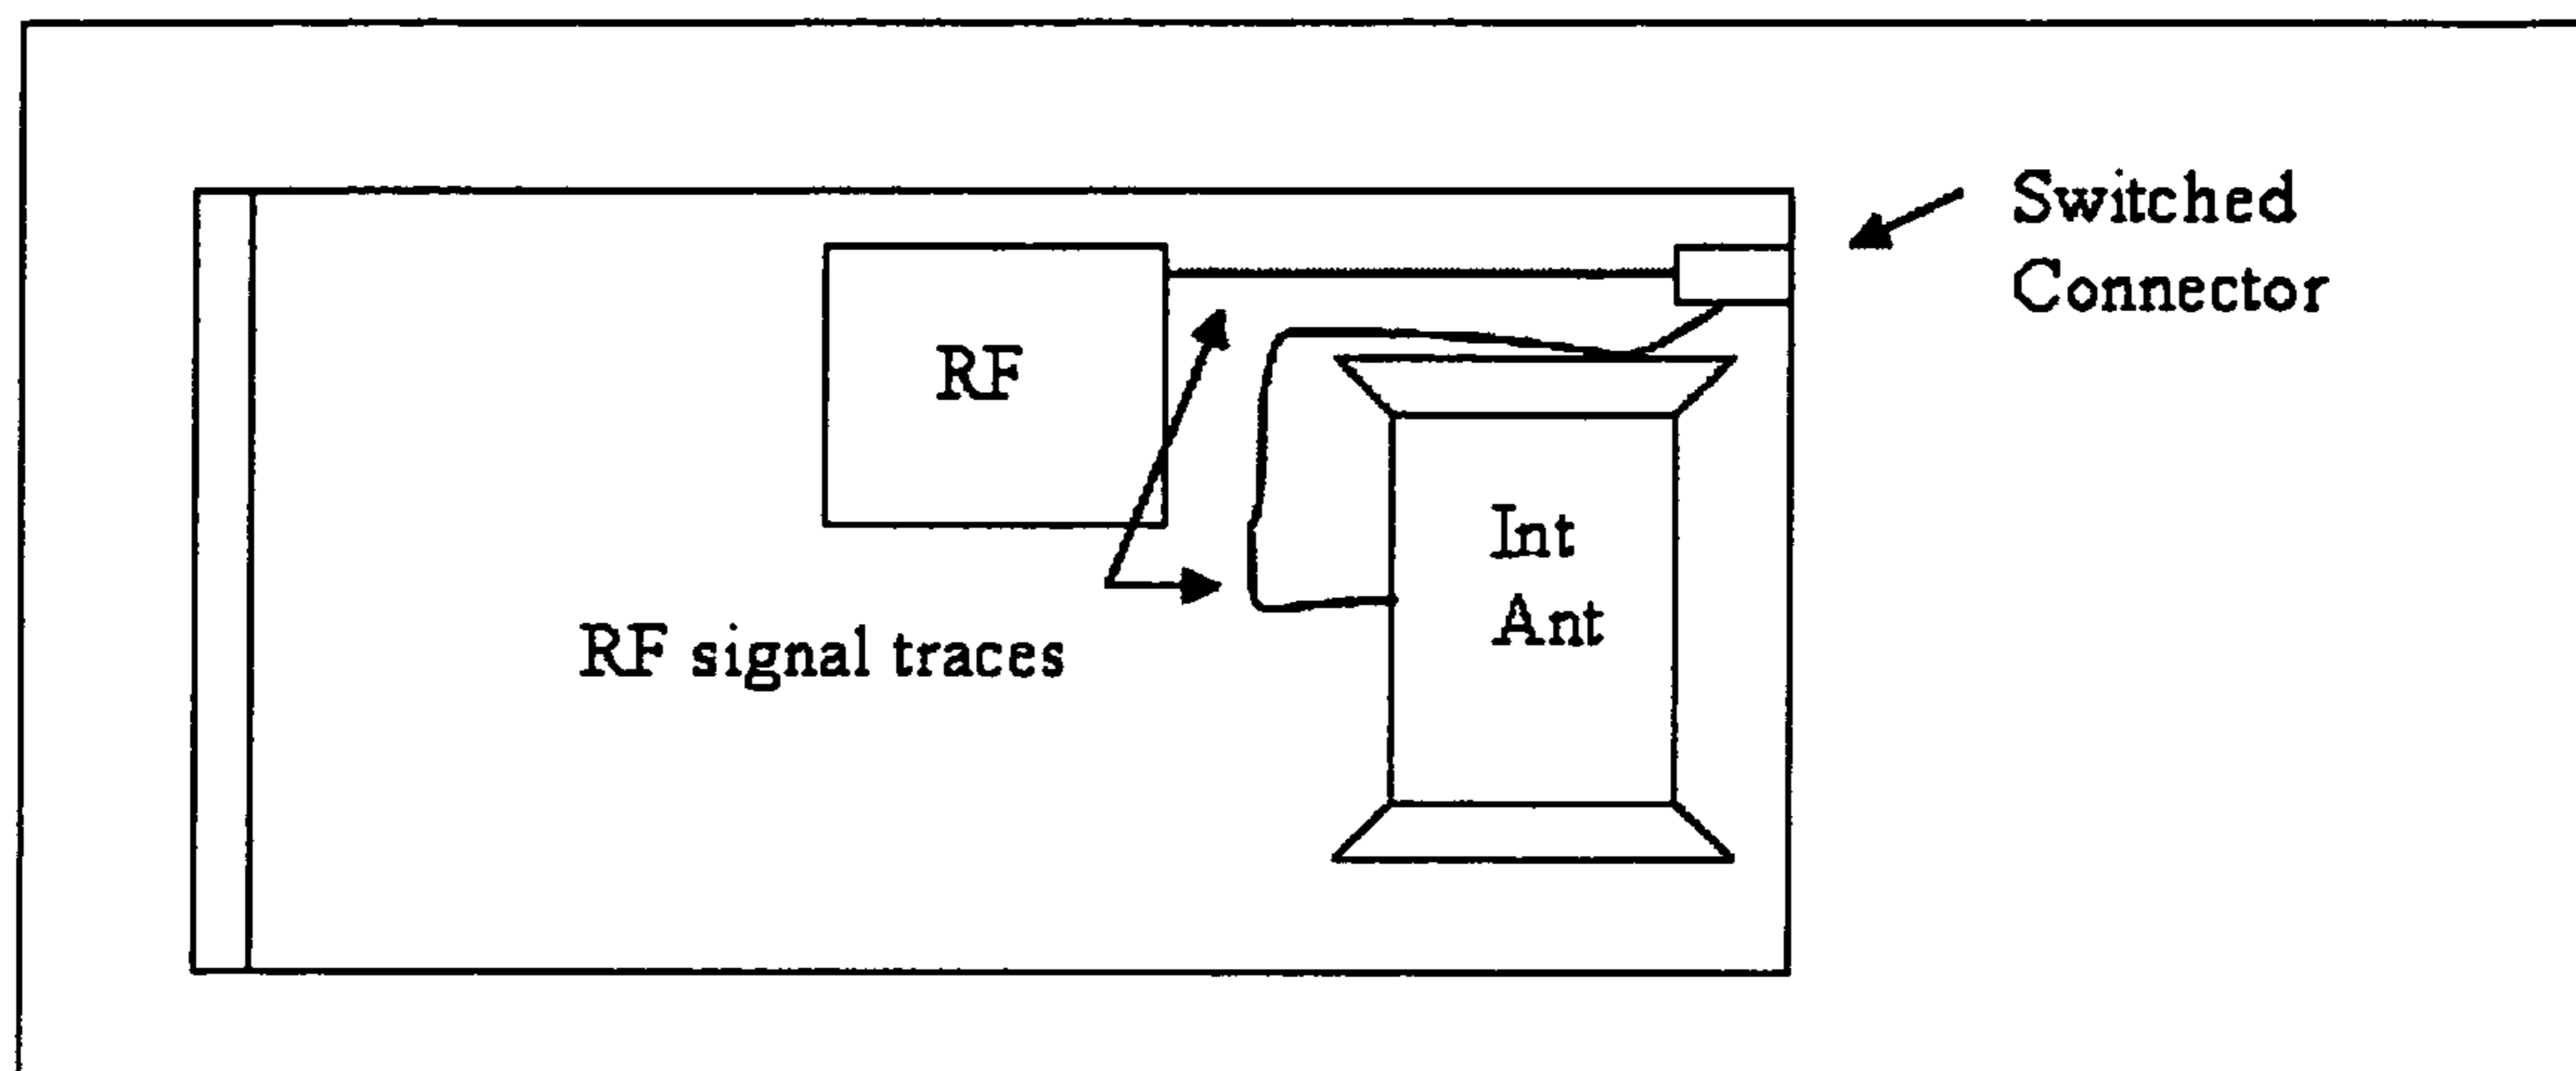 Switched
Connector
RF
Int
Ant
RF signal traces